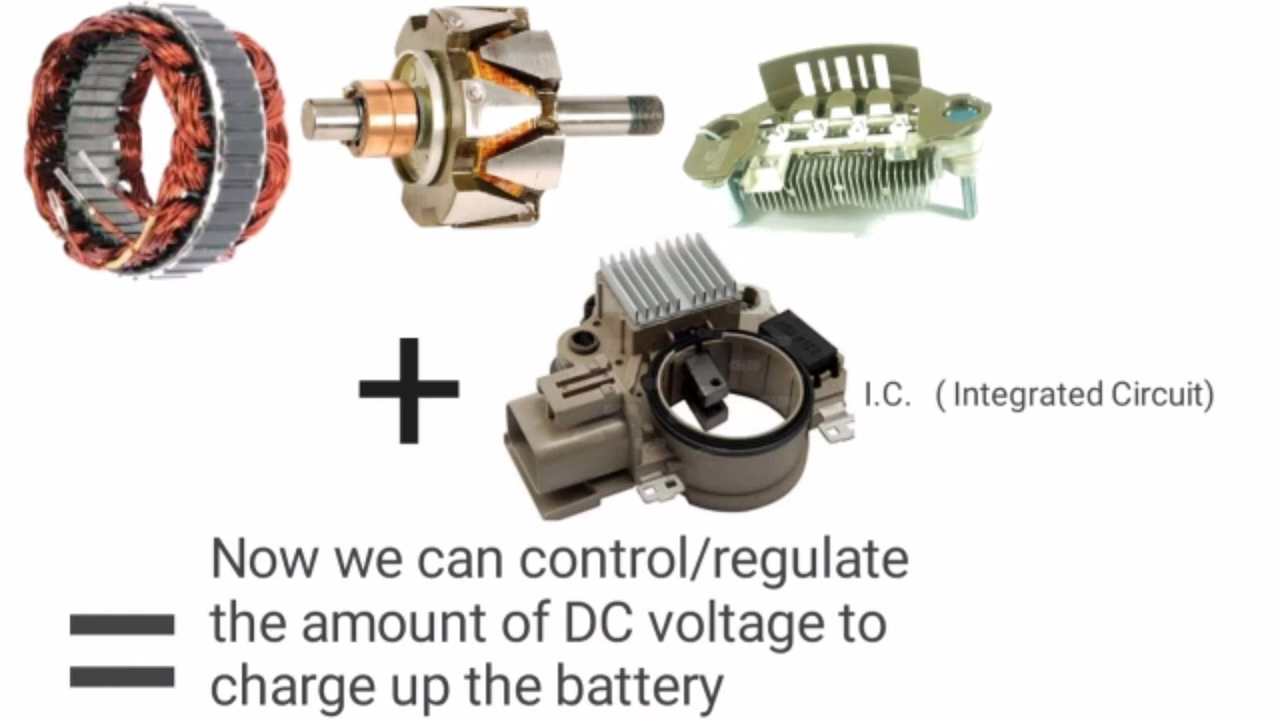 I.C. ( Integrated Circuit)
Now we can control/regulate
the amount of DC voltage to
charge up the battery